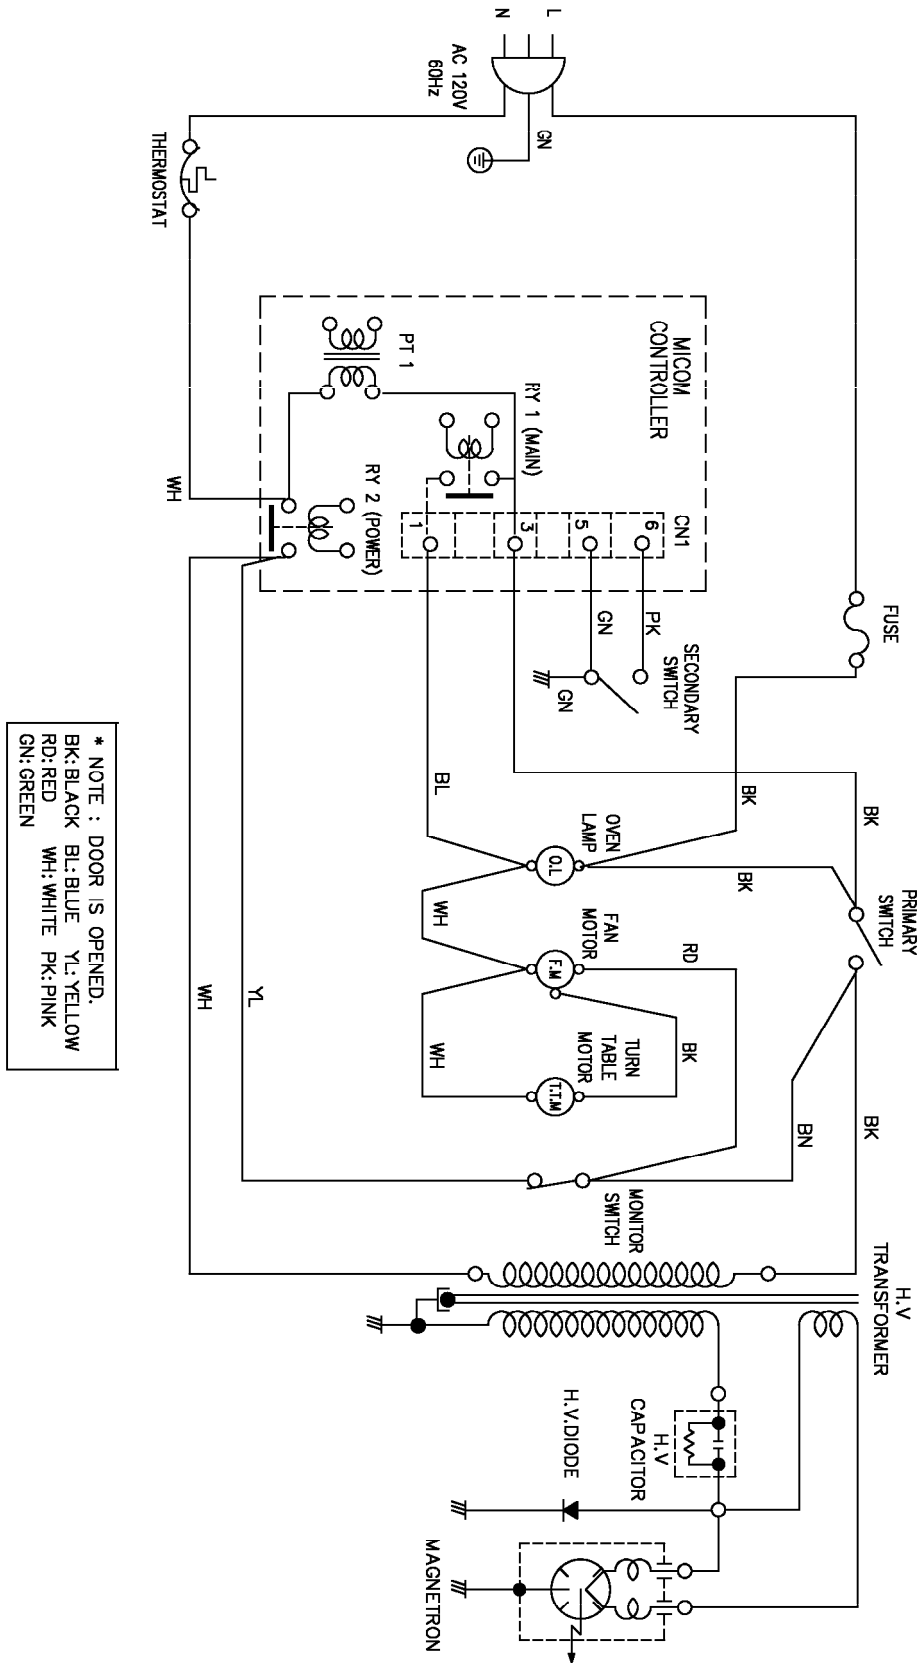 L
N
AC 120V
60Hz
GN
THERMOSTAT
MICOM
CONTROLLER
PT 1
RY 1 (MAIN)
RY 2 (POWER)
WH
CN1
1
3
5
6
FUSE
PK
GN
SECONDARY
SWITCH
GN
BL
BK
BK
PRIMARY
SWITCH
OVEN
LAMP
O.L
BK
WH
FAN
MOTOR
F.M
RD
TURN
TABLE
MOTOR
T.T.M
BK
WH
YL
WH
BN
BK
MONITOR
SWITCH
H.V
TRANSFORMER
H.V
CAPACITOR
H.V.DIODE
MAGNETRON
* NOTE : DOOR IS OPENED.
BK:BLACK BL:BLUE YL:YELLOW
RD:RED WH:WHITE PK:PINK
GN:GREEN